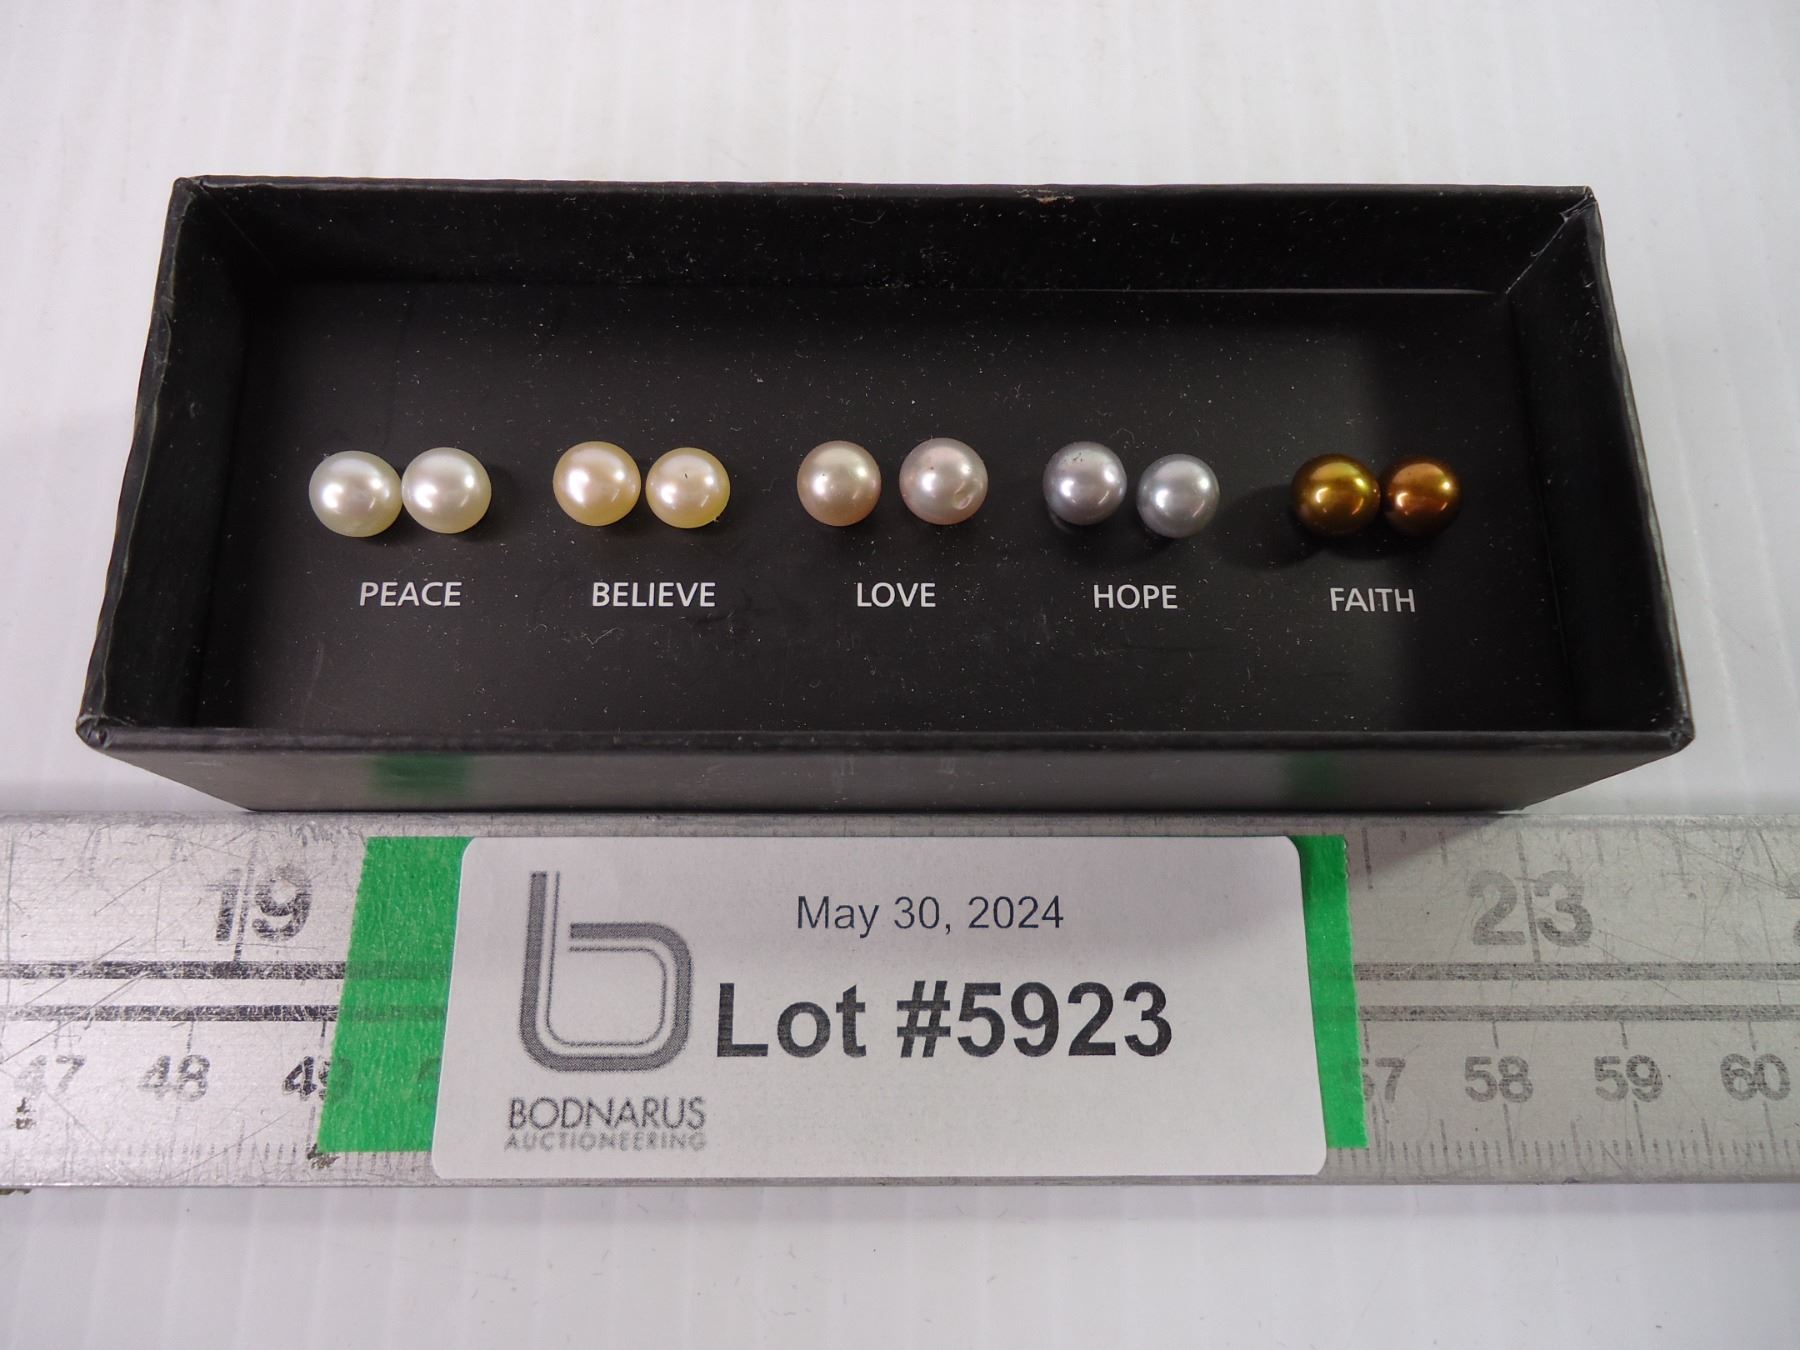 PEACE BELIEVE LOVE HOPE FAITH
19 23
May 30, 2024
Lot #5923
47 48 49 57 58 59 60
BODNARUS
AUCTIONEERING